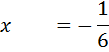 x = −1/6